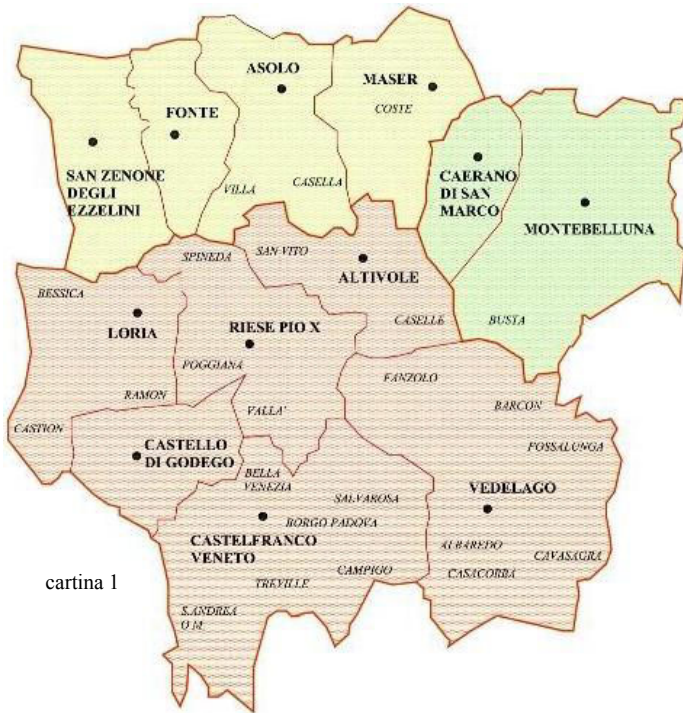 ASOLO
MASER
COSTE
FONTE
SAN ZENONE
DEGLI
EZZELINI
VILLA
CASELLA
CAERANO
DI SAN
MARCO
MONTEBELLUNA
SPINEDA
SAN VITO
ALTIVOLE
BESSICA
LORIA
RIESE PIO X
CASELLE
BUSTA
POGGIANA
FANZOLO
RAMON
VALLA'
BARCON
CASTION
CASTELLO
DI GODEGO
FOSSALUNGA
BELLA
VENEZIA
SALVAROSA
VEDELAGO
BORGO PADOVA
CASTELFRANCO
VENETO
ALBAREDO
CAVASAGRA
CAMPIGO
CASACORBA
TREVILLE
cartina 1
S.ANDREA
O M.